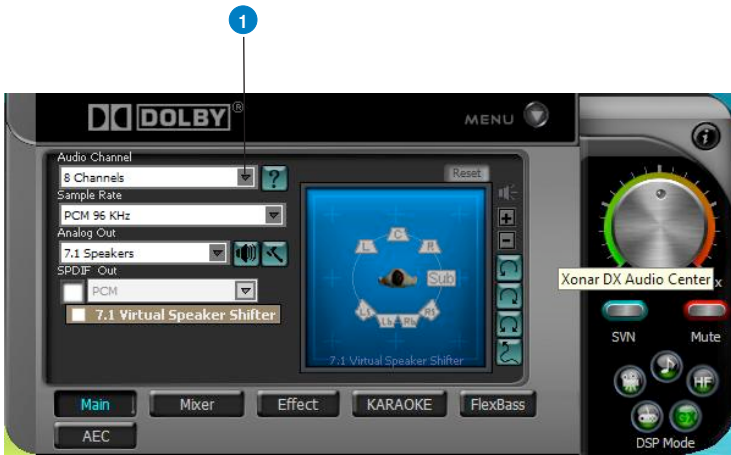 1
DOLBY®
MENU
i
Audio Channel
8 Channels
?
Reset
Sample Rate
PCM 96 KHz
Analog Out
7.1 Speakers
SPDIF Out
PCM
7.1 Virtual Speaker Shifter
L
C
R
Sub
Ls
Lb
Rb
Rs
7.1 Virtual Speaker Shifter
+
-
Xonar DX Audio Center
x
SVN
Mute
HF
GX
DSP Mode
Main
Mixer
Effect
KARAOKE
FlexBass
AEC